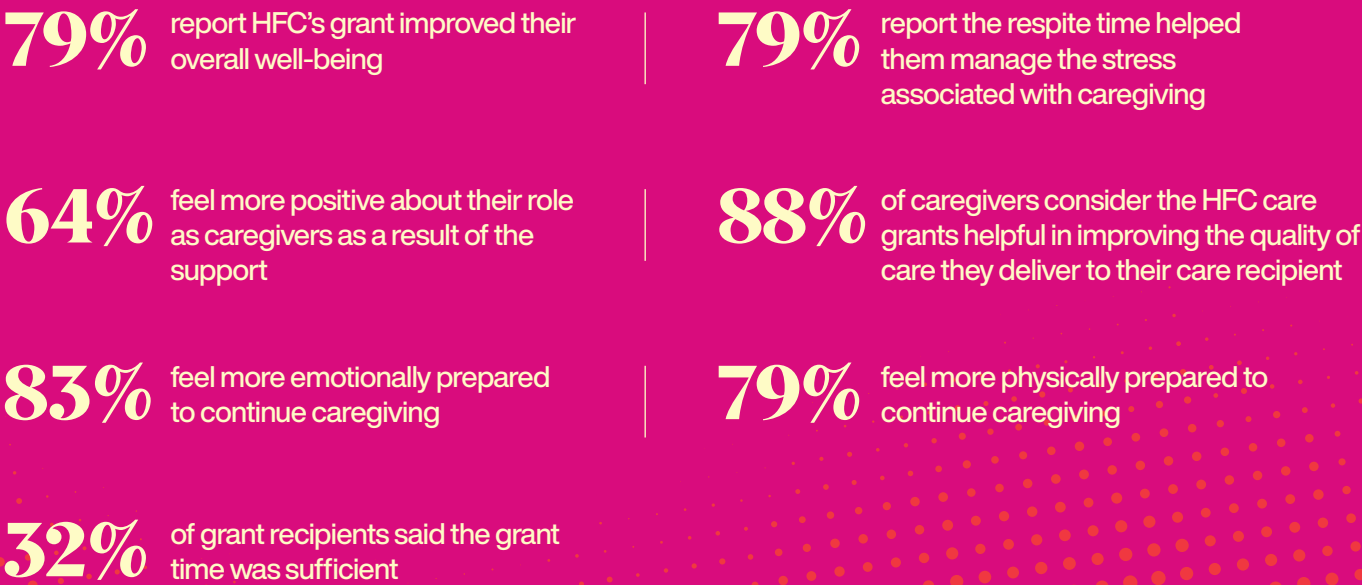 79%
report HFC’s grant improved their
overall well-being
79%
report the respite time helped
them manage the stress
associated with caregiving
64%
feel more positive about their role
as caregivers as a result of the
support
88%
of caregivers consider the HFC care
grants helpful in improving the quality of
care they deliver to their care recipient
83%
feel more emotionally prepared
to continue caregiving
79%
feel more physically prepared to
continue caregiving
32%
of grant recipients said the grant
time was sufficient